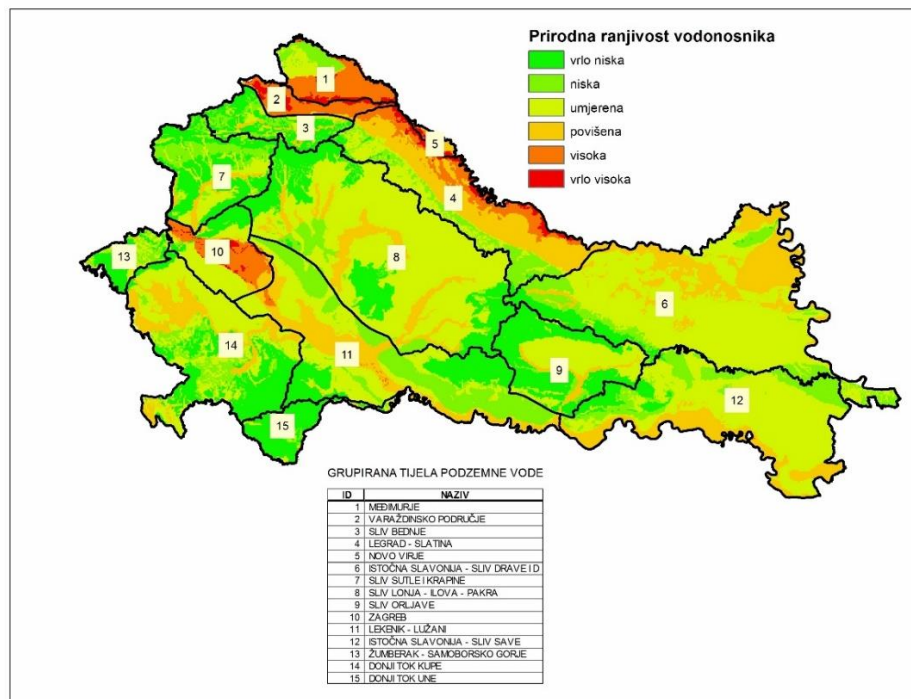 Prirodna ranjivost vodonosnika
vrlo niska
niska
umjerena
povišena
visoka
vrlo visoka
1
2
3
5
4
7
10
13
8
6
14
11
9
12
15
GRUPIRANA TIJELA PODZEMNE VODE
ID NAZIV
1 MEĐIMURJE
2 VARAŽDINSKO PODRUČJE
3 SLIV BEDNJE
4 LEGRAD - SLATINA
5 NOVO VIRJE
6 ISTOČNA SLAVONIJA - SLIV DRAVE I D
7 SLIV SUTLE I KRAPINE
8 SLIV LONJA - ILOVA - PAKRA
9 SLIV ORLJAVE
10 ZAGREB
11 LEKENIK - LUŽANI
12 ISTOČNA SLAVONIJA - SLIV SAVE
13 ŽUMBERAK - SAMOBORSKO GORJE
14 DONJI TOK KUPE
15 DONJI TOK UNE